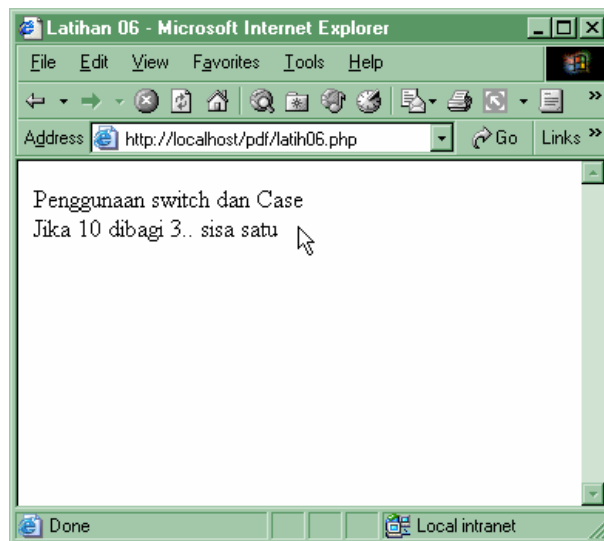 Latihan 06 - Microsoft Internet Explorer
File Edit View Favorites Tools Help
Address http://localhost/pdf/latih06.php Go Links »
Penggunaan switch dan Case
Jika 10 dibagi 3.. sisa satu
Done Local intranet